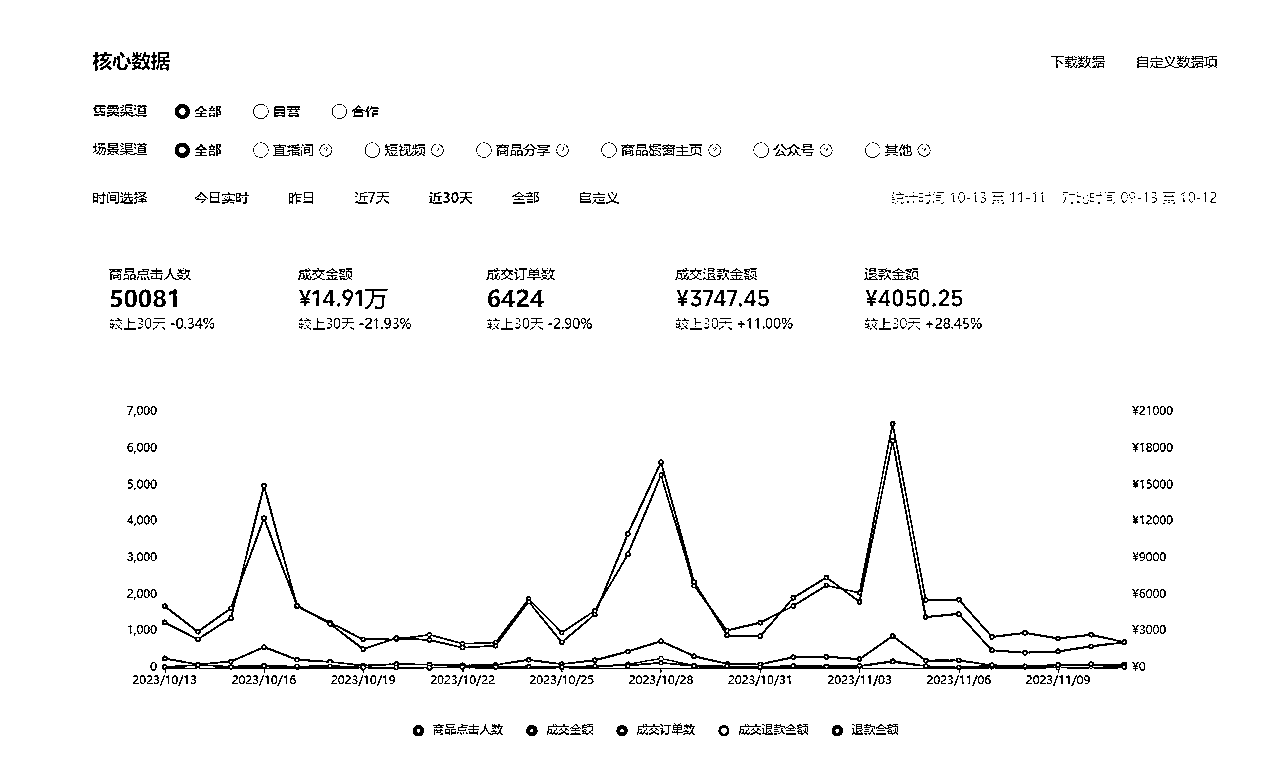 核心数据
下载数据 自定义数据项
售卖渠道 全部 自营 合作
场景渠道 全部 直播间 短视频 商品分享 商品橱窗主页 公众号 其他
时间选择 今日实时 昨日 近7天 近30天 全部 自定义 统计时间 10-13 至 11-11 对比时间 09-13 至 10-12
商品点击人数 成交金额 成交订单数 成交退款金额 退款金额
50081 ¥14.91万 6424 ¥3747.45 ¥4050.25
较上30天 -0.34% 较上30天 -21.93% 较上30天 -2.90% 较上30天 +11.00% 较上30天 +28.45%
7,000 ¥21000
6,000 ¥18000
5,000 ¥15000
4,000 ¥12000
3,000 ¥9000
2,000 ¥6000
1,000 ¥3000
0 ¥0
2023/10/13 2023/10/16 2023/10/19 2023/10/22 2023/10/25 2023/10/28 2023/10/31 2023/11/03 2023/11/06 2023/11/09
商品点击人数 成交金额 成交订单数 成交退款金额 退款金额